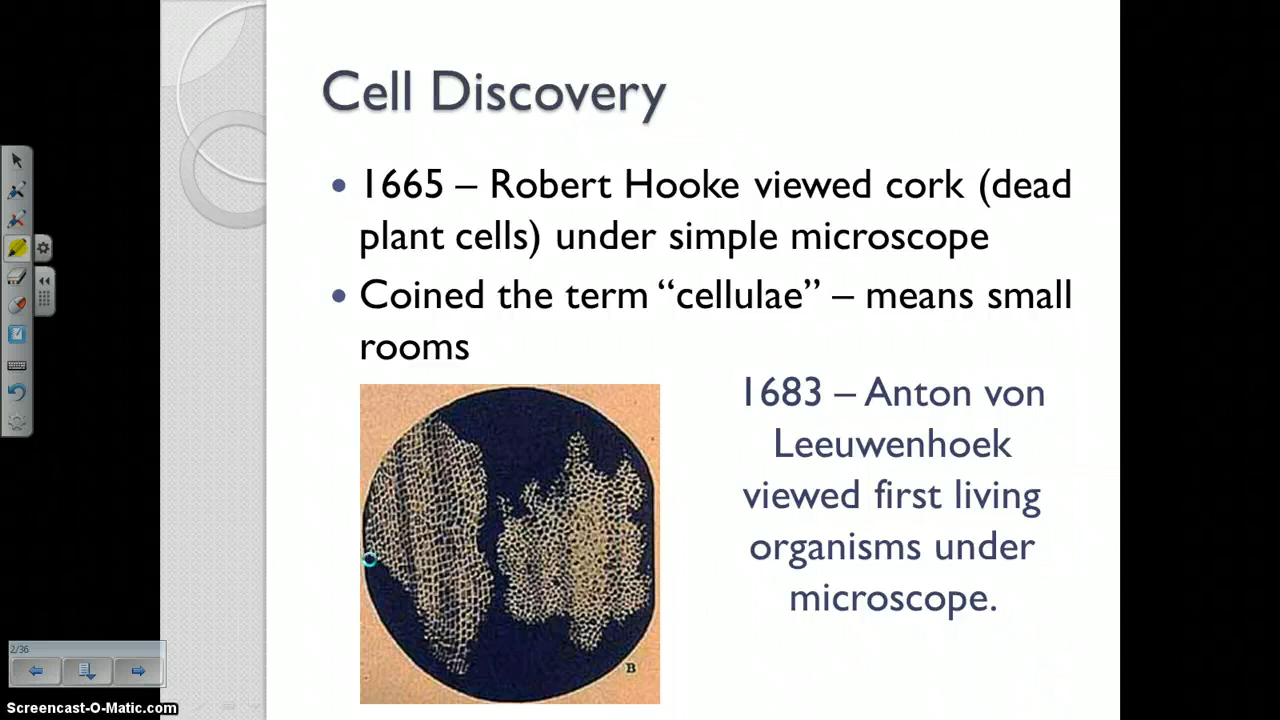 Cell Discovery
• 1665 – Robert Hooke viewed cork (dead
plant cells) under simple microscope
• Coined the term “cellulae” – means small
rooms
1683 – Anton von
Leeuwenhoek
viewed first living
organisms under
microscope.
B
2/36
Screencast-O-Matic.com